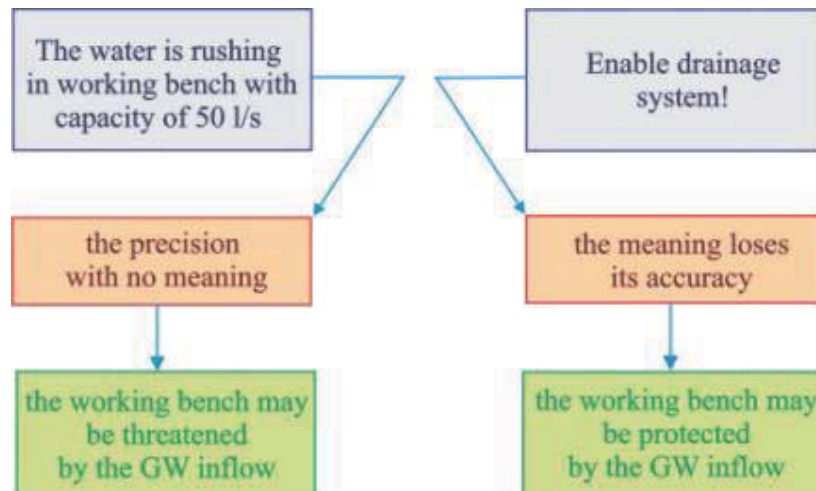 The water is rushing
in working bench with
capacity of 50 l/s
Enable drainage
system!
the precision
with no meaning
the meaning loses
its accuracy
the working bench may
be threatened
by the GW inflow
the working bench may
be protected
by the GW inflow